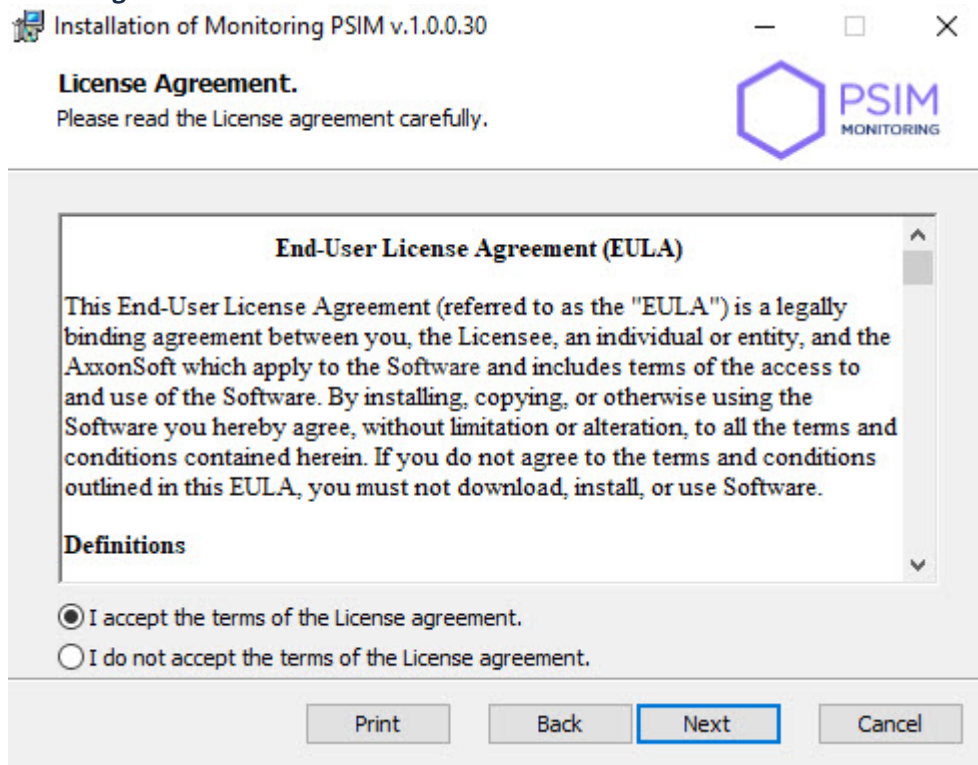 Installation of Monitoring PSIM v.1.0.0.30
License Agreement.
Please read the License agreement carefully.
PSIM
MONITORING
End-User License Agreement (EULA)
This End-User License Agreement (referred to as the "EULA") is a legally
binding agreement between you, the Licensee, an individual or entity, and the
AxxonSoft which apply to the Software and includes terms of the access to
and use of the Software. By installing, copying, or otherwise using the
Software you hereby agree, without limitation or alteration, to all the terms and
conditions contained herein. If you do not agree to the terms and conditions
outlined in this EULA, you must not download, install, or use Software.
Definitions
I accept the terms of the License agreement.
I do not accept the terms of the License agreement.
Print
Back
Next
Cancel